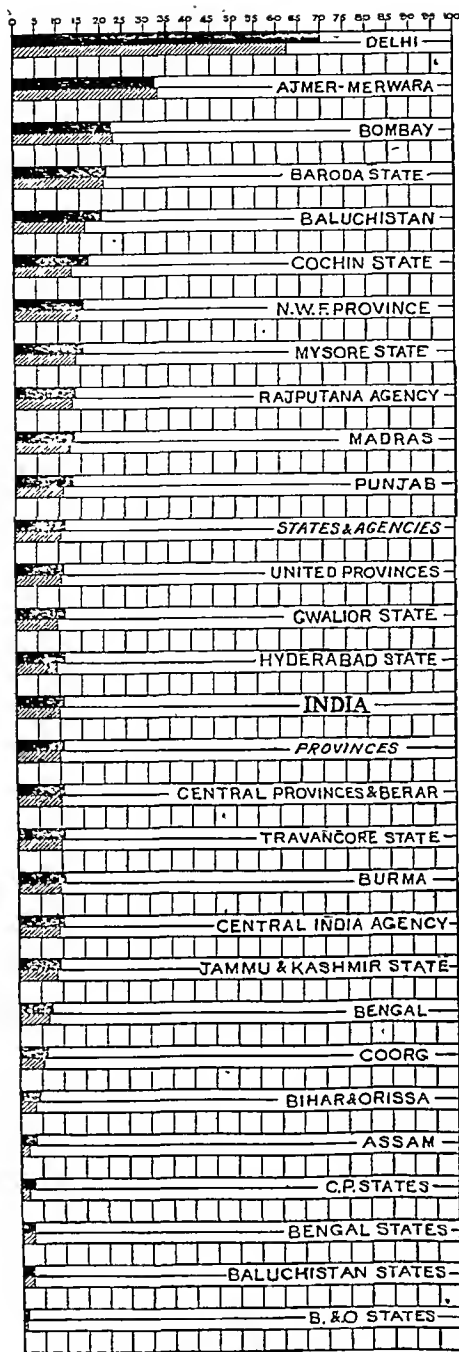 0 5 10 15 20 25 30 35 40 45 50 55 60 65 70 75 80 85 90 95 100
DELHI
AJMER-MERWARA
BOMBAY
BARODA STATE
BALUCHISTAN
COCHIN STATE
N.W.F. PROVINCE
MYSORE STATE
RAJPUTANA AGENCY
MADRAS
PUNJAB
STATES & AGENCIES
UNITED PROVINCES
GWALIOR STATE
HYDERABAD STATE
INDIA
PROVINCES
CENTRAL PROVINCES & BERAR
TRAVANCORE STATE
BURMA
CENTRAL INDIA AGENCY
JAMMU & KASHMIR STATE
BENGAL
COORG
BIHAR & ORISSA
ASSAM
C.P. STATES
BENGAL STATES
BALUCHISTAN STATES
B. & O STATES